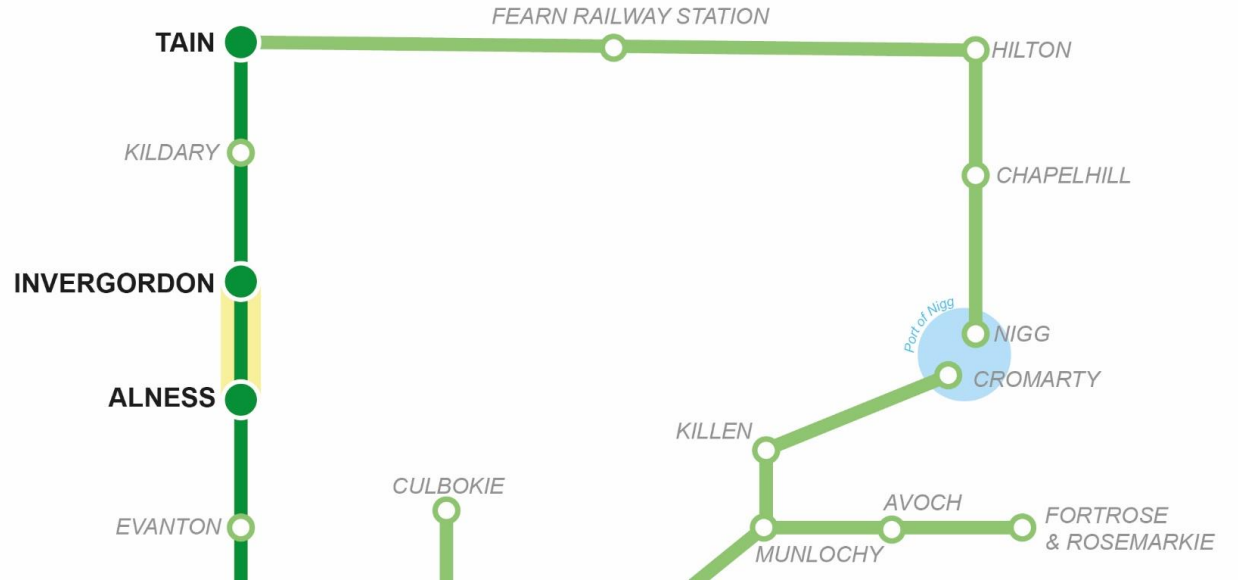 FEARN RAILWAY STATION
TAIN
HILTON
KILDARY
CHAPELHILL
INVERGORDON
Port of Nigg
NIGG
CROMARTY
ALNESS
KILLEN
CULBOKIE
AVOCH
FORTROSE
& ROSEMARKIE
EVANTON
MUNLOCHY